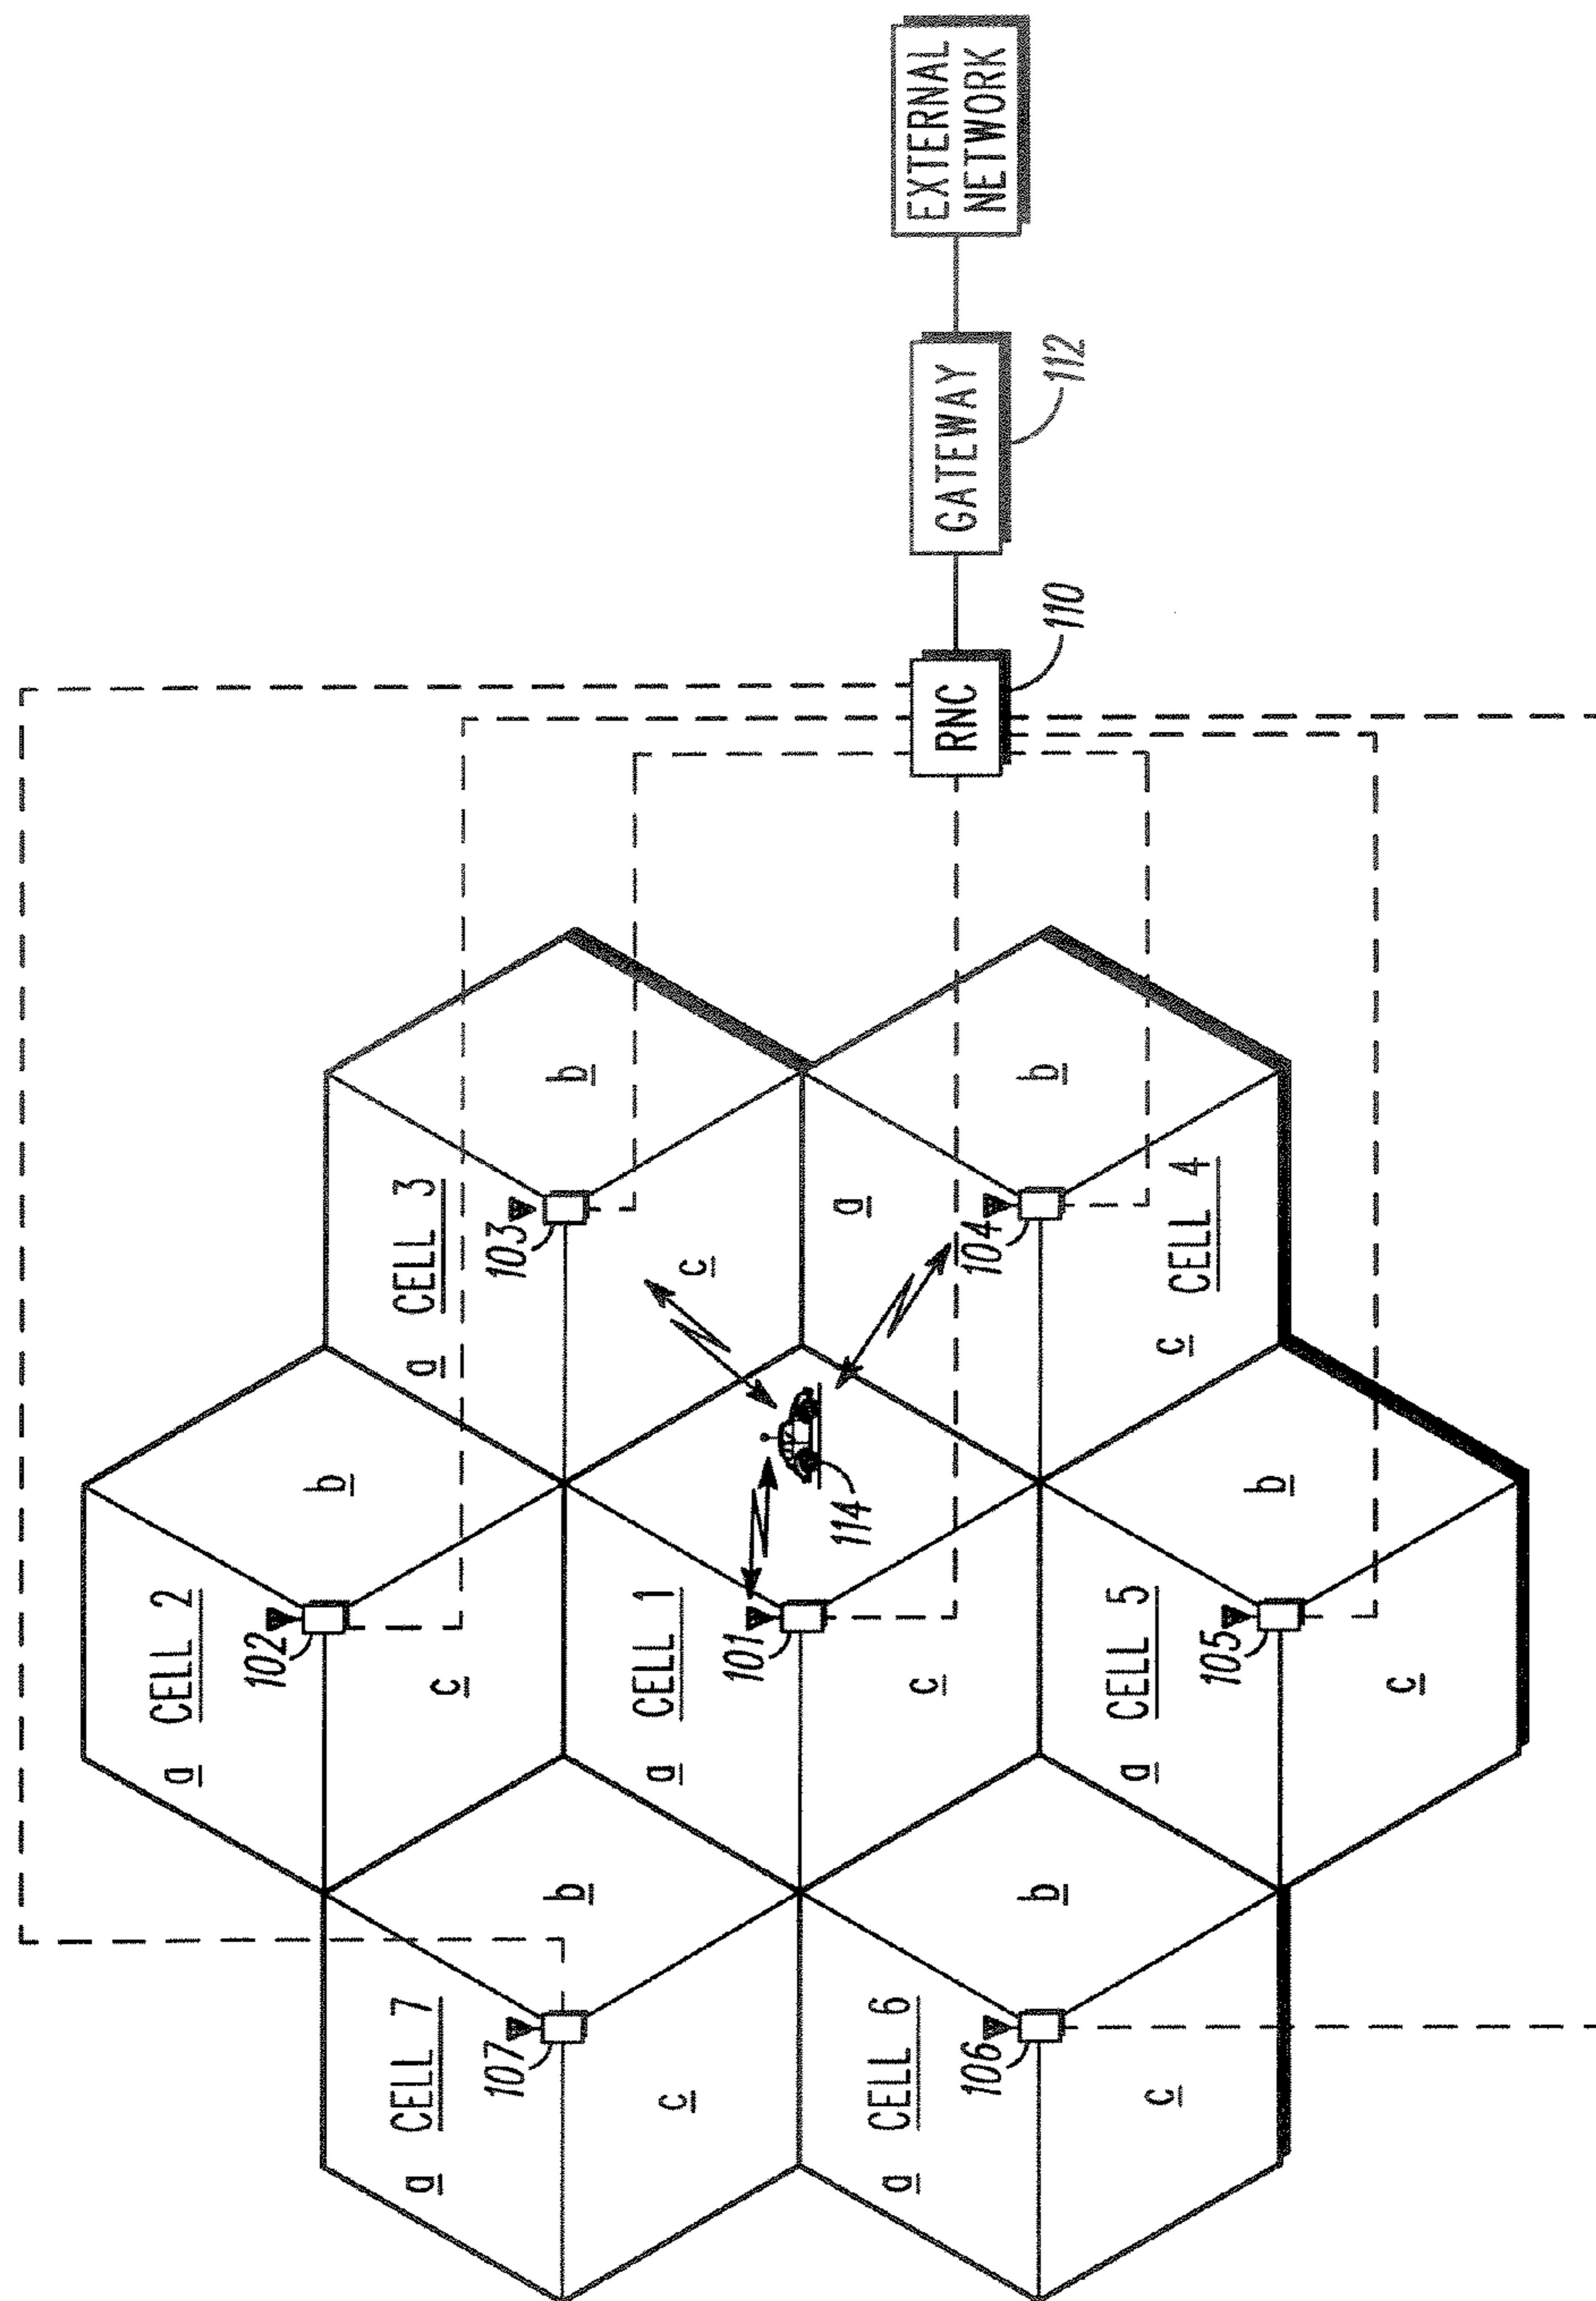 a CELL 2
102
b
a CELL 7
a CELL 3
c
107
103
b
b
a CELL 1
c
c
101
114
a
a CELL 6
c
106
104
RNC
GATEWAY
EXTERNAL
NETWORK
b
b
110
112
a CELL 5
c
c CELL 4
105
b
c